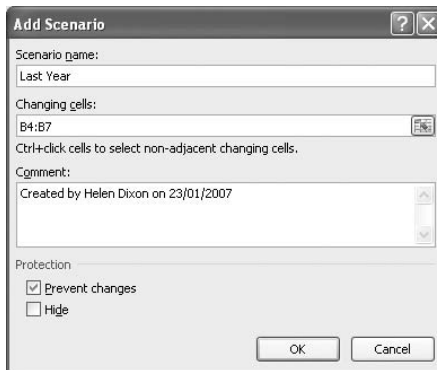 Add Scenario
Scenario name:
Last Year
Changing cells:
B4:B7
Ctrl+click cells to select non-adjacent changing cells.
Comment:
Created by Helen Dixon on 23/01/2007
Protection
Prevent changes
Hide
OK Cancel